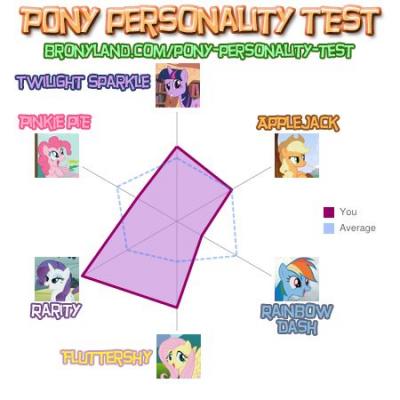 PONY PERSONALITY TEST
BRONYLAND.COM/PONY-PERSONALITY-TEST
TWILIGHT SPARKLE
PINKIE PIE
APPLEJACK
You
Average
RARITY
RAINBOW
DASH
FLUTTERSHY